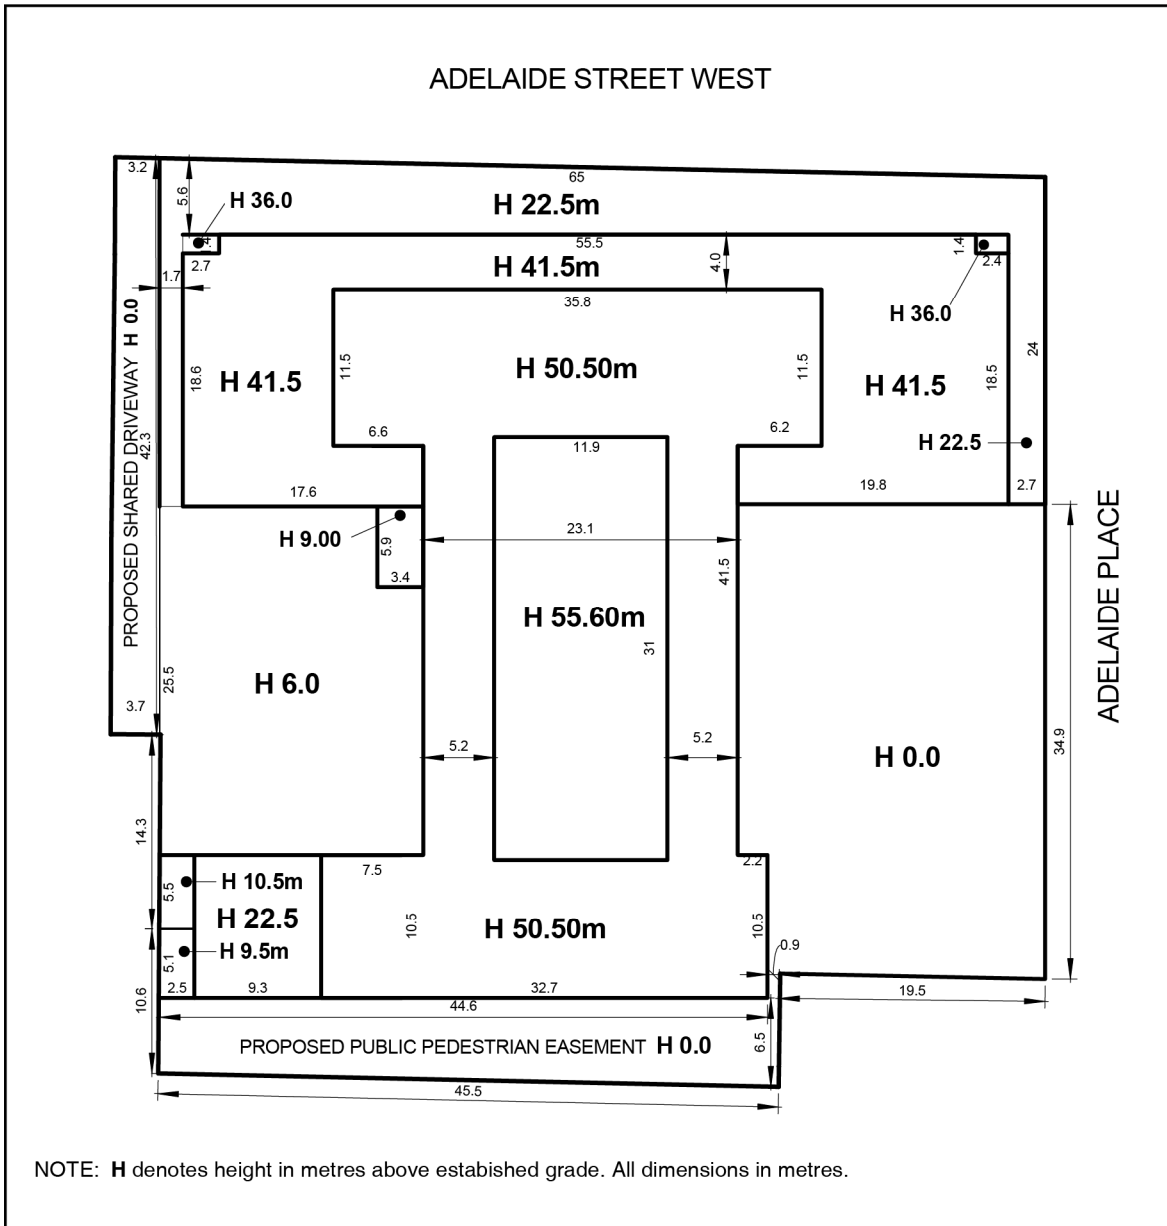 ADELAIDE STREET WEST
3.2
65
5.6
H 36.0
H 22.5m
55.5
1.4
2.7
H 41.5m
4.0
2.4
1.7
35.8
H 36.0
PROPOSED SHARED DRIVEWAY H 0.0
42.3
18.6
H 41.5
11.5
H 50.50m
11.5
H 41.5
18.5
24
6.6
11.9
6.2
H 22.5
17.6
19.8
2.7
H 9.00
5.9
3.4
23.1
41.5
ADELAIDE PLACE
H 55.60m
31
H 6.0
25.5
3.7
5.2
5.2
H 0.0
34.9
14.3
7.5
2.2
5.5
H 10.5m
H 22.5
10.5
H 50.50m
10.5
5.1
H 9.5m
0.9
2.5
9.3
32.7
19.5
10.6
44.6
PROPOSED PUBLIC PEDESTRIAN EASEMENT H 0.0
6.5
45.5
NOTE: H denotes height in metres above estabished grade. All dimensions in metres.